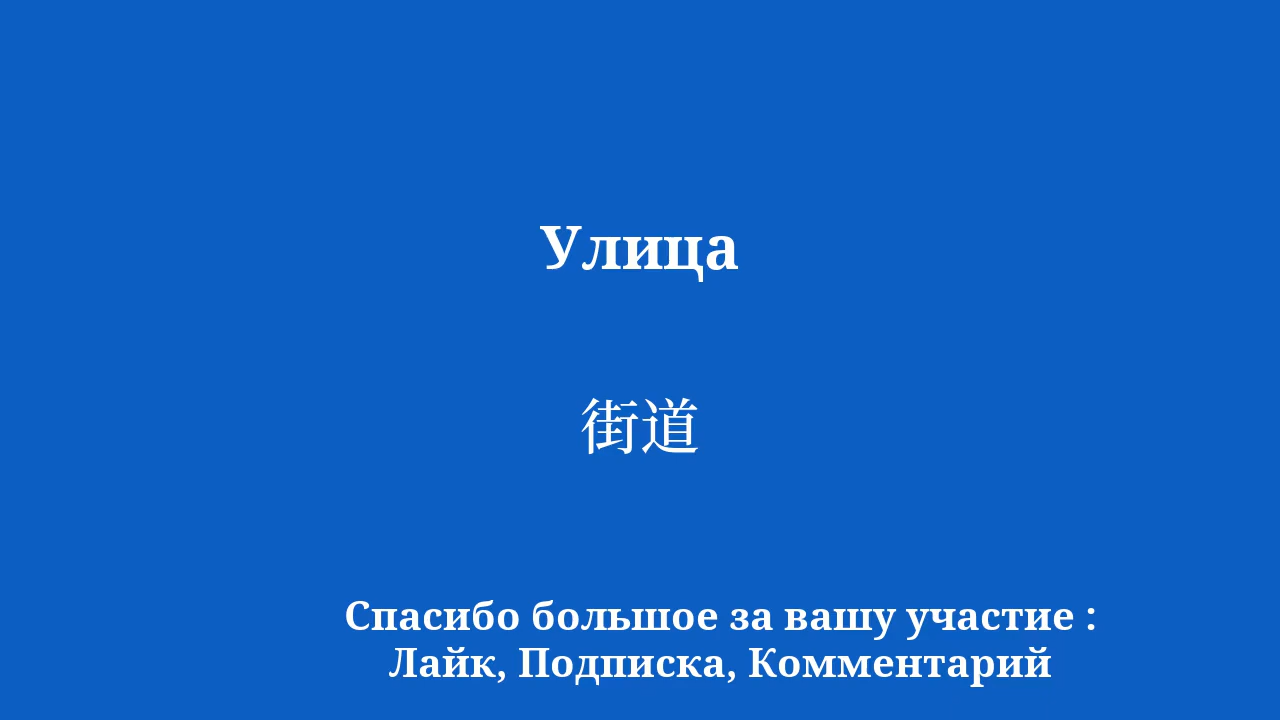 Улица
街道
Спасибо большое за вашу участие :
Лайк, Подписка, Комментарий